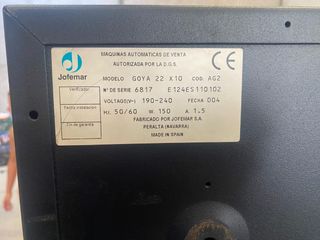 MAQUINAS AUTOMATICAS DE VENTA
AUTORIZADA POR LA D.G.S.
CE
Jofemar
MODELO GOYA 22 X10 COD. AG2
Verificador
Nº DE SERIE 6817 E124ES110102
Fecha instalación
VOLTAGE(V~) 190-240 FECHA 004
Fin de garantía
HZ. 50/60 W 150 A 1.5
FABRICADO POR JOFEMAR S.A.
PERALTA (NAVARRA)
MADE IN SPAIN